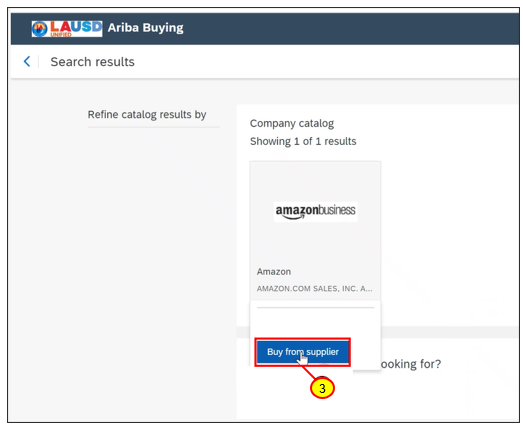 LAUSD
UNIFIED
Ariba Buying
Search results
Refine catalog results by
Company catalog
Showing 1 of 1 results
amazonbusiness
Amazon
AMAZON.COM SALES, INC. A...
Buy from supplier
ooking for?
3